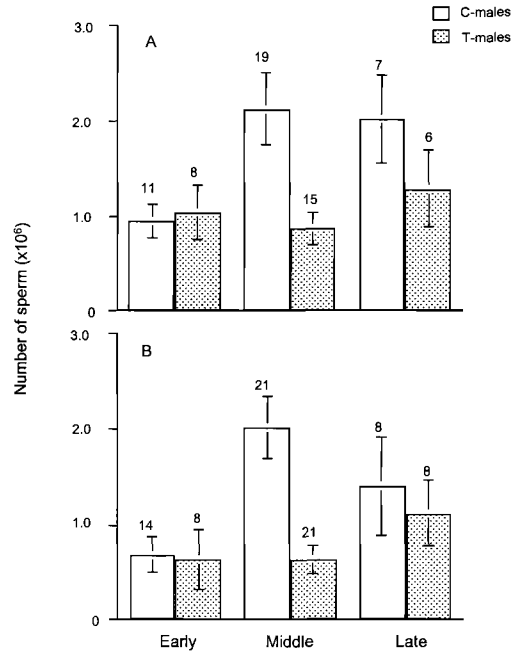 C-males
T-males
3.0
A
19
7
2.0
6
11
8
15
1.0
0
Number of sperm (x10⁶)
3.0
B
21
2.0
8
8
14
8
21
1.0
0
Early
Middle
Late